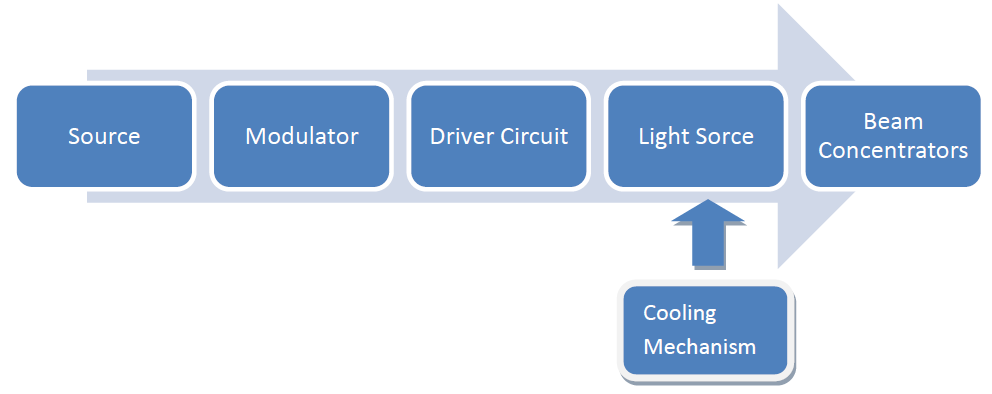 Source
Modulator
Driver Circuit
Light Sorce
Beam
Concentrators
Cooling
Mechanism